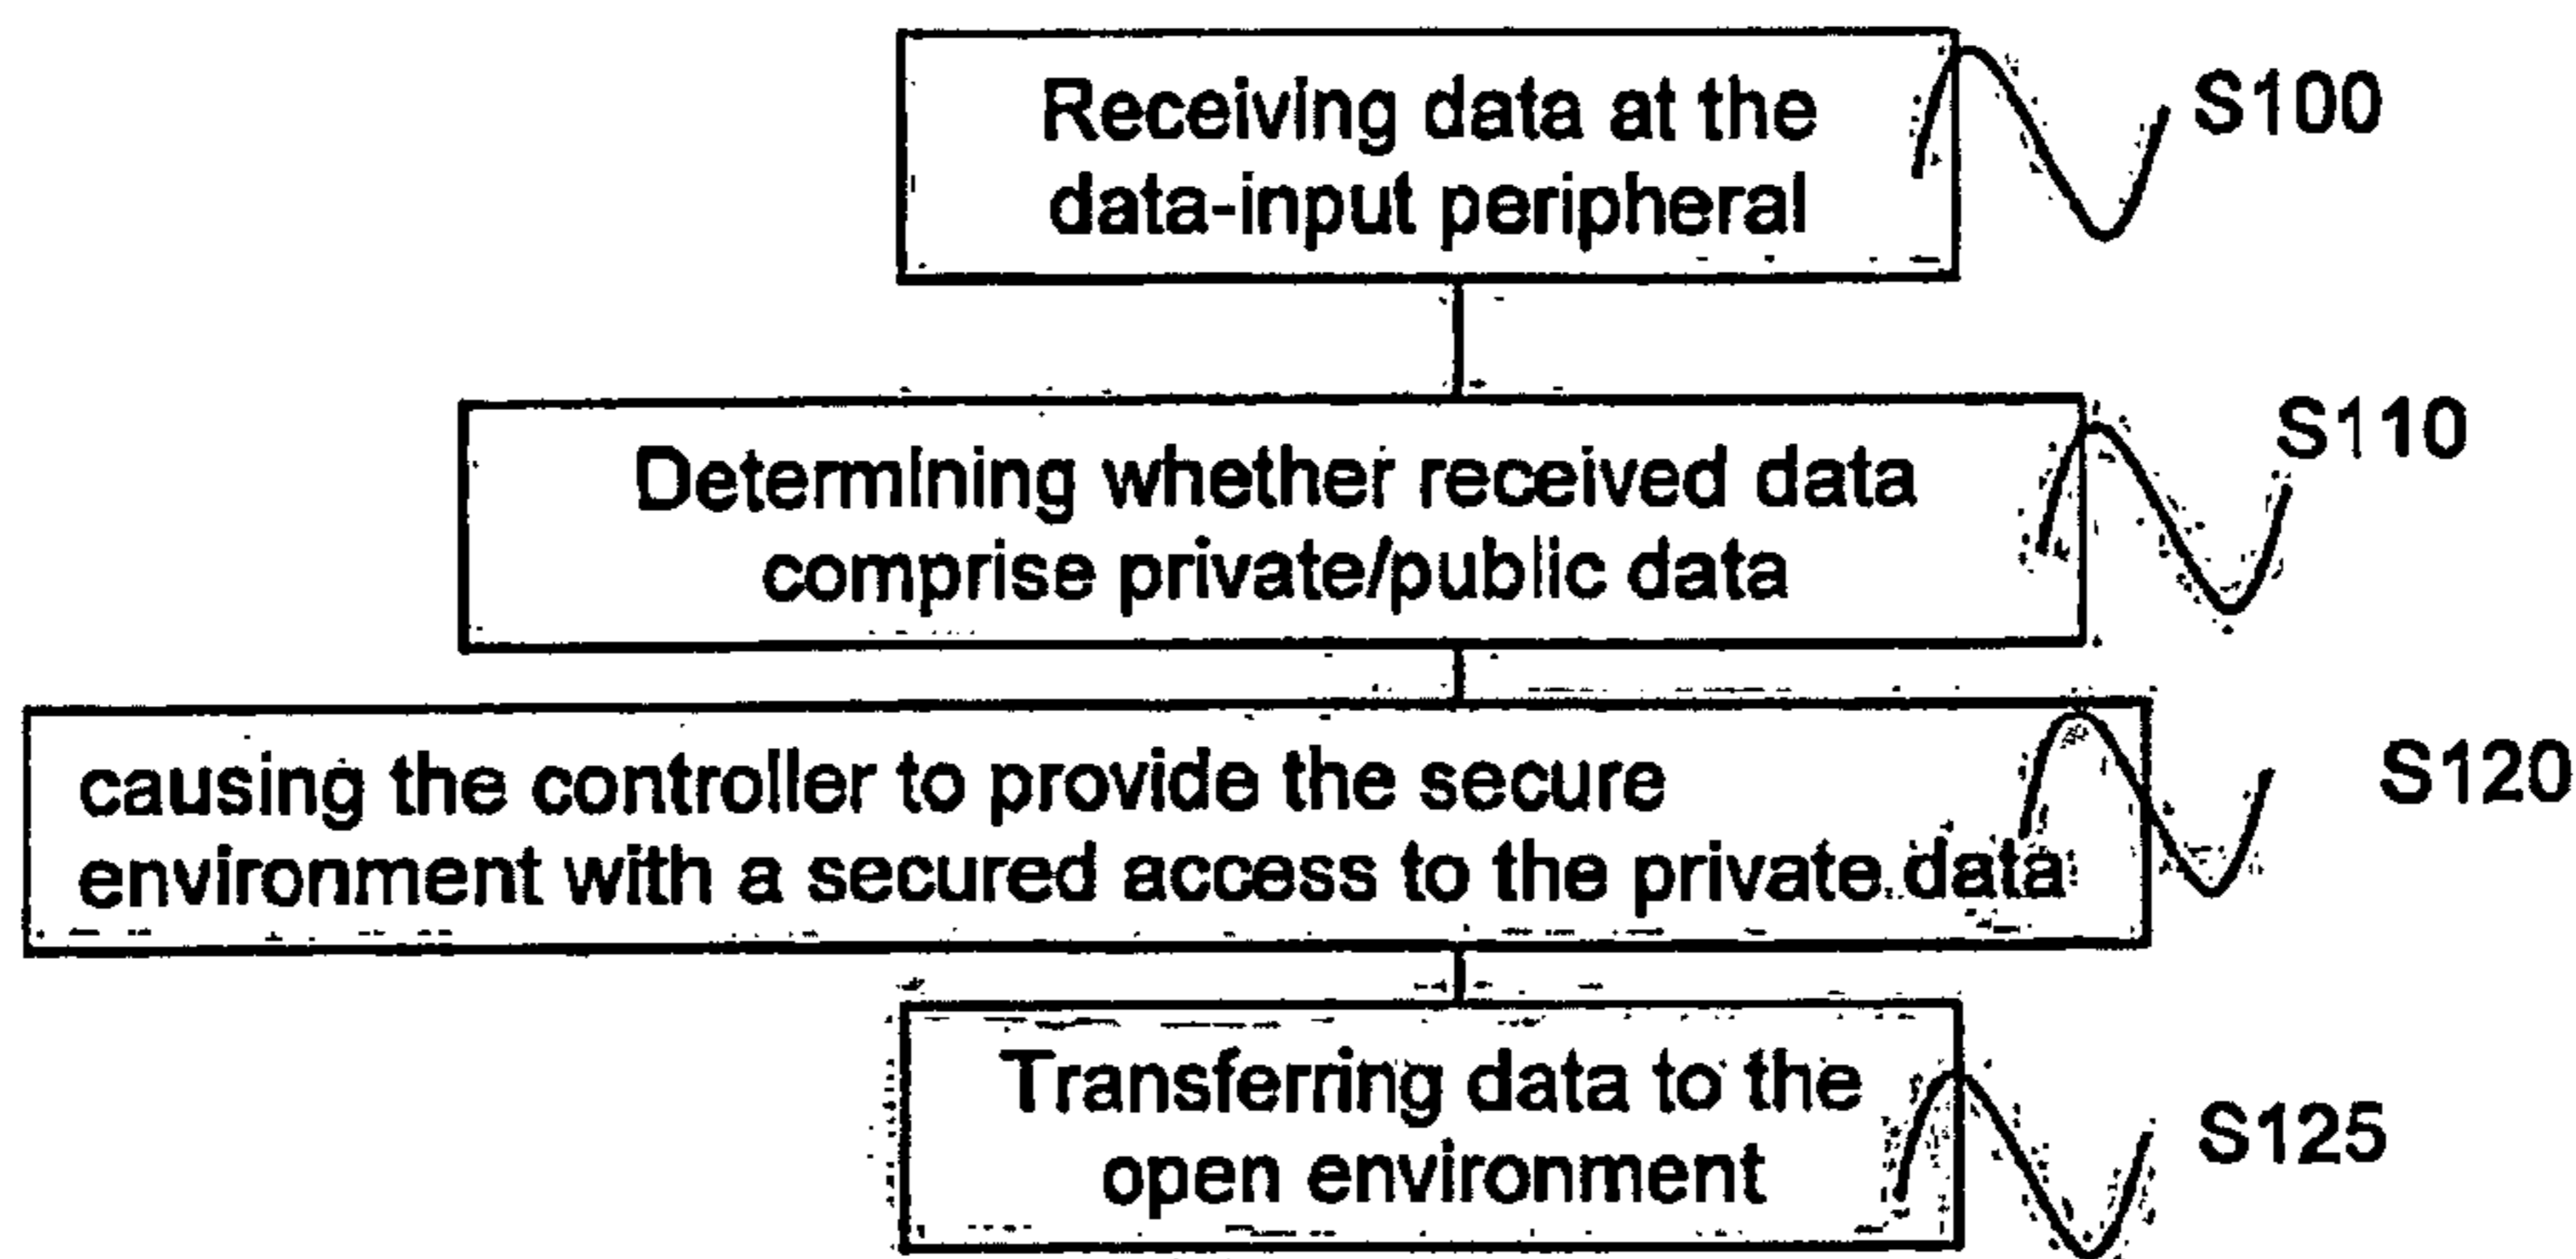 Receiving data at the
data-input peripheral
S100
Determining whether received data
comprise private/public data
S110
causing the controller to provide the secure
environment with a secured access to the private data
S120
Transferring data to the
open environment
S125